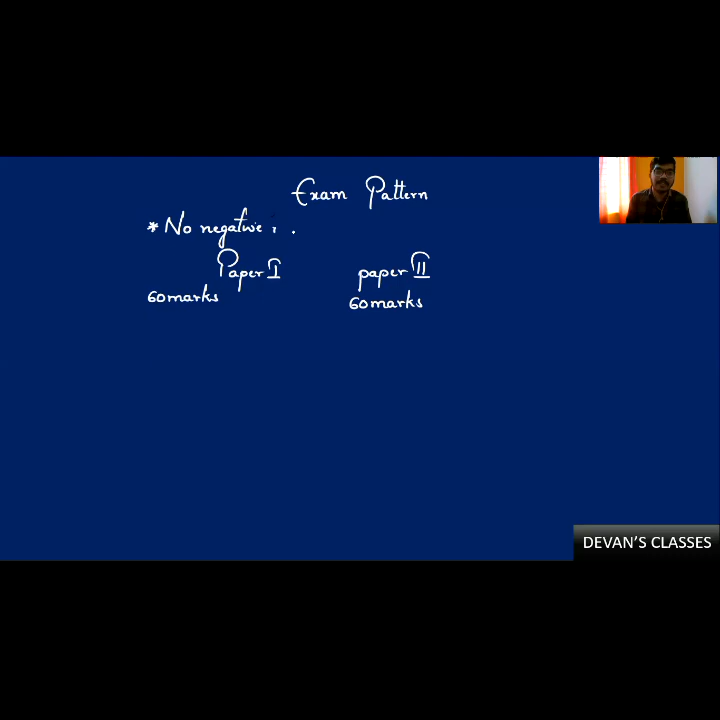 Exam Pattern
* No negative
Paper I paper II
60marks 60marks
DEVAN'S CLASSES